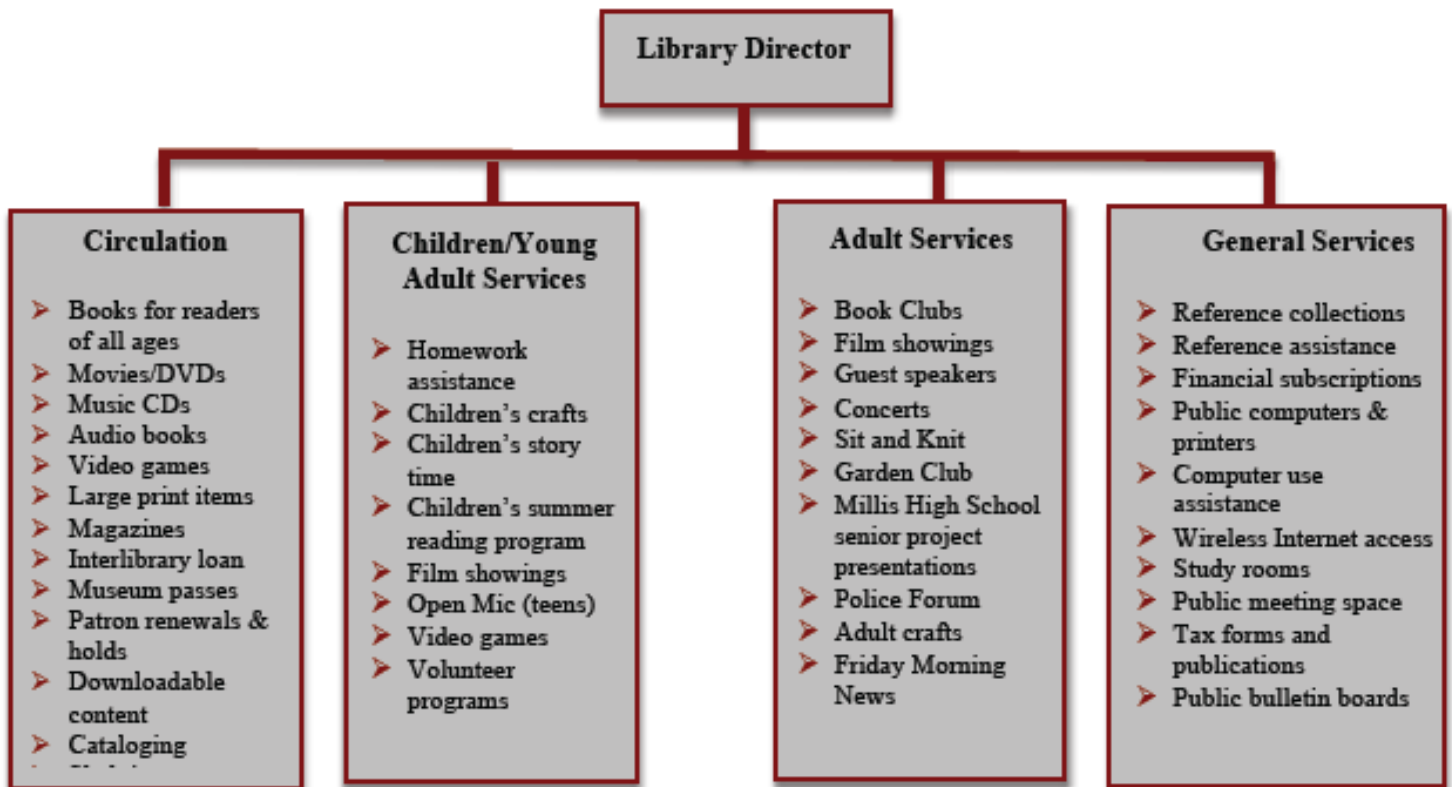 Library Director
Circulation
Books for readers
of all ages
Movies/DVDs
Music CDs
Audio books
Video games
Large print items
Magazines
Interlibrary loan
Museum passes
Patron renewals &
holds
Downloadable
content
Cataloging
Children/Young
Adult Services
Homework
assistance
Children’s crafts
Children’s story
time
Children’s summer
reading program
Film showings
Open Mic (teens)
Video games
Volunteer
programs
Adult Services
Book Clubs
Film showings
Guest speakers
Concerts
Sit and Knit
Garden Club
Millis High School
senior project
presentations
Police Forum
Adult crafts
Friday Morning
News
General Services
Reference collections
Reference assistance
Financial subscriptions
Public computers &
printers
Computer use
assistance
Wireless Internet access
Study rooms
Public meeting space
Tax forms and
publications
Public bulletin boards